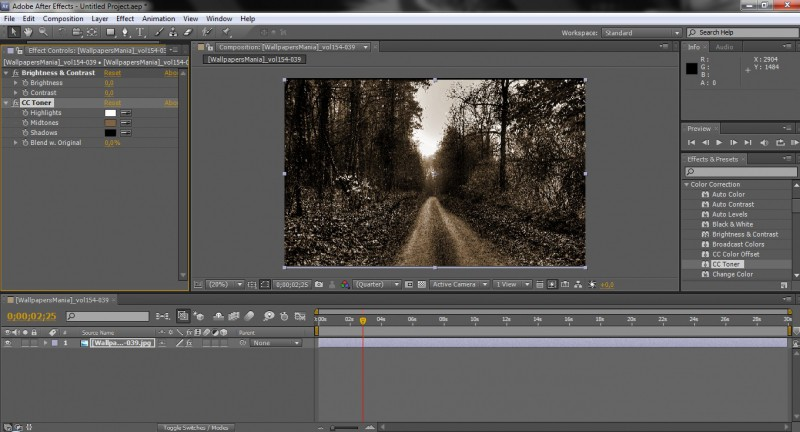 Adobe After Effects - Untitled Project.aep *
File Edit Composition Layer Effect Animation View Window Help
Workspace: Standard
Search Help
Effect Controls: [WallpapersMania]_vol154-03
[WallpapersMania]_vol154-039 • [WallpapersMania]_vol154-03
Brightness & Contrast Reset Abo
Brightness 0,0
Contrast 0,0
CC Toner Reset Abo
Highlights
Midtones
Shadows
Blend w. Original 0,0%
Composition: [WallpapersMania]_vol154-039
[WallpapersMania]_vol154-039
(20%) 0;00;02;25 (Quarter) Active Camera 1 View +0,0
Info Audio
R :
G :
B :
A : 0
X : 2904
Y : 1484
Preview
Effects & Presets
Color Correction
Auto Color
Auto Contrast
Auto Levels
Black & White
Brightness & Contrast
Broadcast Colors
CC Color Offset
CC Toner
Change Color
[WallpapersMania]_vol154-039
0;00;02;25
# Source Name Parent
1 [Wallpa...-039.jpg None
02s 04s 06s 08s 10s 12s 14s 16s 18s 20s 22s 24s 26s 28s 30s
Toggle Switches / Modes